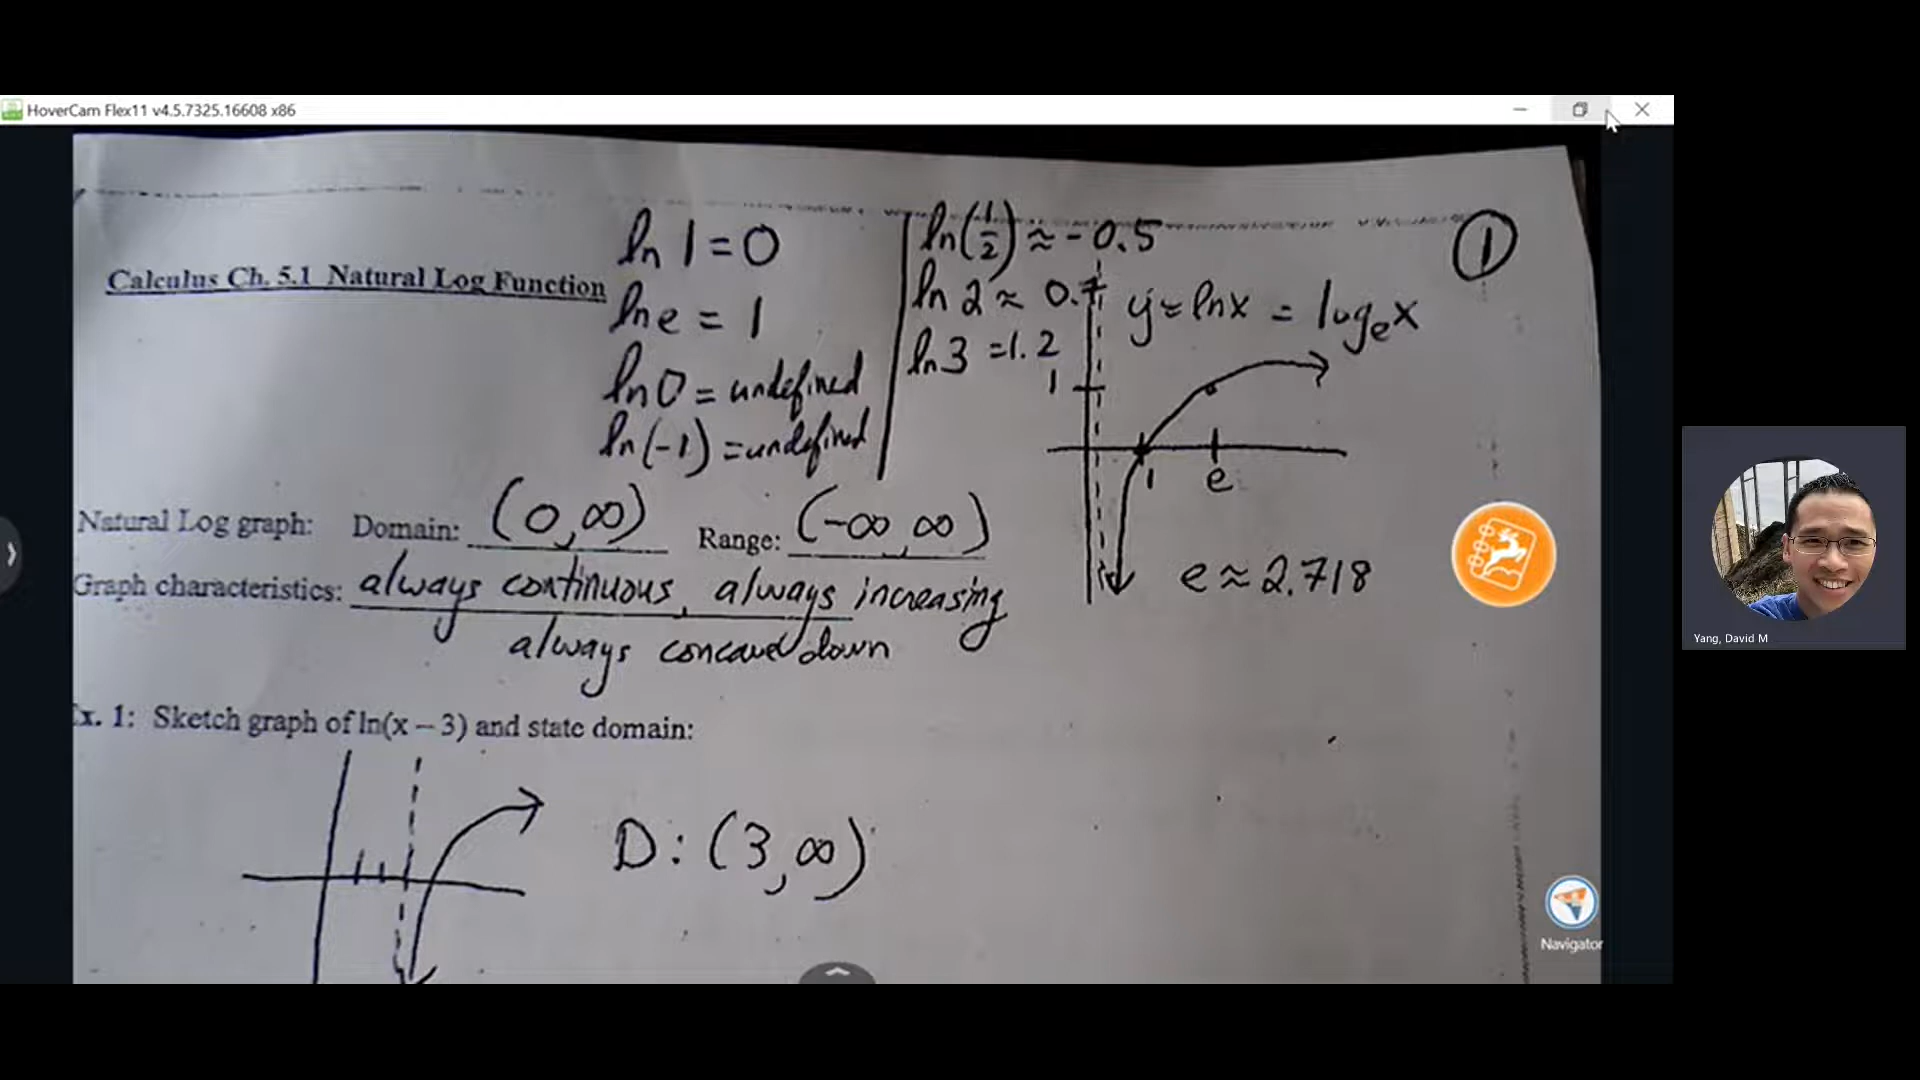 HoverCam Flex11 v4.5.7325.16608 x86
Calculus Ch. 5.1 Natural Log Function
ln 1 = 0
ln e = 1
ln 0 = undefined
ln(-1) = undefined
ln(1/2) ≈ -0.5
ln 2 ≈ 0.7
ln 3 = 1.2
1
y = ln x = log_e x
1
1
e
e ≈ 2.718
Natural Log graph: Domain: (0, ∞) Range: (-∞, ∞)
Graph characteristics: always continuous, always increasing
always concave down
Ex. 1: Sketch graph of ln(x – 3) and state domain:
D: (3, ∞)
Navigator
Yang, David M